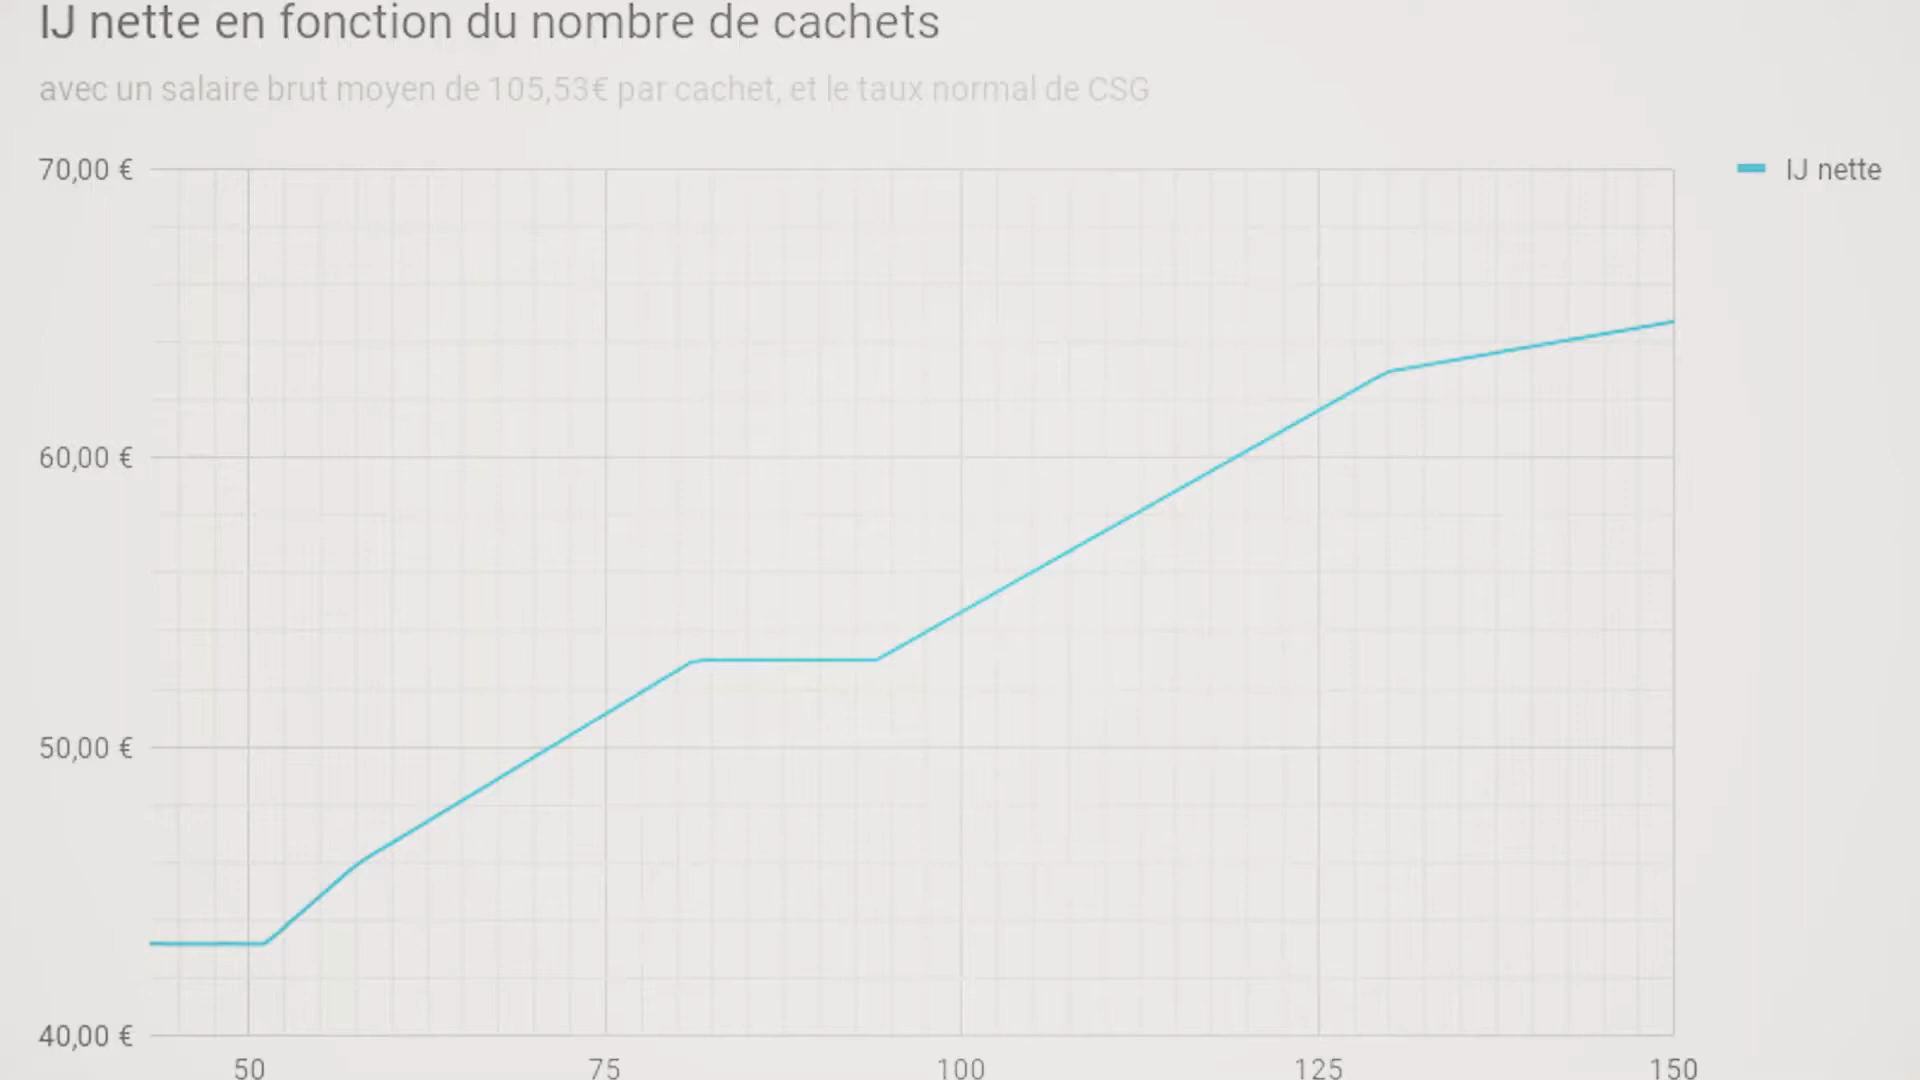 IJ nette en fonction du nombre de cachets
avec un salaire brut moyen de 105,53€ par cachet, et le taux normal de CSG
70,00 €
IJ nette
60,00 €
50,00 €
40,00 €
50 75 100 125 150